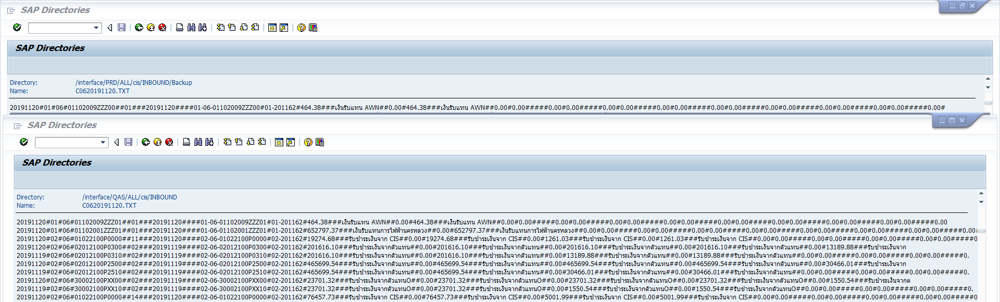 SAP Directories
SAP Directories
Directory: /interface/PRD/ALL/cis/INBOUND/Backup
Name: C0620191120.TXT
20191120#01#06#01102009ZZZ00##01###20191120####01-06-01102009ZZZ00#01-201162#464.38###เงินรับแทน AWN##0.00#464.38###เงินรับแทน AWN##0.00#0.00#####0.00#0.00#####0.00#0.00#####0.00#0.00#####0.00#0.00#####0.00#0.00#####0.00#0.00#####0.00#0.00#####0.00#
SAP Directories
SAP Directories
Directory: /interface/QAS/ALL/cis/INBOUND
Name: C0620191120.TXT
20191120#01#06#01102009ZZZ01##01###20191120####01-06-01102009ZZZ01#01-201162#464.38###เงินรับแทน AWN##0.00#464.38###เงินรับแทน AWN##0.00#0.00#####0.00#0.00#####0.00#0.00#####0.00#0.00#####0.00#0.00#####0.00#0.00#####0.00#0.00#####0.00#0.00#####0.00
20191120#01#06#01102001ZZZ01##01###20191120####01-06-01102001ZZZ01#01-201162#652797.37###เงินรับแทนการไฟฟ้านครหลวง##0.00#652797.37###เงินรับแทนการไฟฟ้านครหลวง##0.00#0.00#####0.00#0.00#####0.00#0.00#####0.00#0.00#####0.00#0.00#####0.00#0.00#####0.00#0.00#####0.00#0.00#####0.00#
20191120#02#06#01022100P0000##11###20191120####02-06-01022100P0000#02-201162#19274.68###รับชำระเงินจาก CIS##0.00#19274.68###รับชำระเงินจาก CIS##0.00#1261.03###รับชำระเงินจาก CIS##0.00#1261.03###รับชำระเงินจาก CIS##0.00#0.00#####0.00#0.00#####0.00#0.00#####0.00#0.00#####0
20191120#02#06#02012100P0300##02###20191119####02-06-02012100P0300#02-201162#201616.10###รับชำระเงินจากตัวแทน##0.00#201616.10###รับชำระเงินจากตัวแทน##0.00#201616.10###รับชำระเงินจากตัวแทน##0.00#201616.10###รับชำระเงินจากตัวแทน##0.00#13189.88###รับชำระเงินจาก
20191119#02#06#02012100P0310##02###20191119####02-06-02012100P0310#02-201162#201616.10###รับชำระเงินจากตัวแทน##0.00#201616.10###รับชำระเงินจากตัวแทน##0.00#13189.88###รับชำระเงินจากตัวแทน##0.00#13189.88###รับชำระเงินจากตัวแทน##0.00#0.00#####0.00#0.00#####0.00#0.00#####0.
20191120#02#06#02012100P2500##02###20191119####02-06-02012100P2500#02-201162#465699.54###รับชำระเงินจากตัวแทน##0.00#465699.54###รับชำระเงินจากตัวแทน##0.00#465699.54###รับชำระเงินจากตัวแทน##0.00#465699.54###รับชำระเงินจากตัวแทน##0.00#30466.01###รับชำระเงินจาก
20191119#02#06#02012100P2510##02###20191119####02-06-02012100P2510#02-201162#465699.54###รับชำระเงินจากตัวแทน##0.00#465699.54###รับชำระเงินจากตัวแทน##0.00#30466.01###รับชำระเงินจากตัวแทน##0.00#30466.01###รับชำระเงินจากตัวแทน##0.00#0.00#####0.00#0.00#####0.00#0.00#####0.
20191120#02#06#30002100PXX00##02###20191119####02-06-30002100PXX00#02-201162#23701.32###รับชำระเงินจากตัวแทนO##0.00#23701.32###รับชำระเงินจากตัวแทนO##0.00#23701.32###รับชำระเงินจากตัวแทนO##0.00#23701.32###รับชำระเงินจากตัวแทนO##0.00#1550.54###รับชำระเงินจากต
20191119#02#06#30002100PXX10##02###20191119####02-06-30002100PXX10#02-201162#23701.32###รับชำระเงินจากตัวแทนO##0.00#23701.32###รับชำระเงินจากตัวแทนO##0.00#1550.54###รับชำระเงินจากตัวแทนO##0.00#1550.54###รับชำระเงินจากตัวแทนO##0.00#0.00#####0.00#0.00#####0.00#0.00#####0.
20191120#02#06#01022100P0000##14###20191120####02-06-01022100P0000#02-201162#76457.73###รับชำระเงินจาก CIS##0.00#76457.73###รับชำระเงินจาก CIS##0.00#5001.99###รับชำระเงินจาก CIS##0.00#5001.99###รับชำระเงินจาก CIS##0.00#0.00#####0.00#0.00#####0.00#0.00#####0.00#0.00#####0